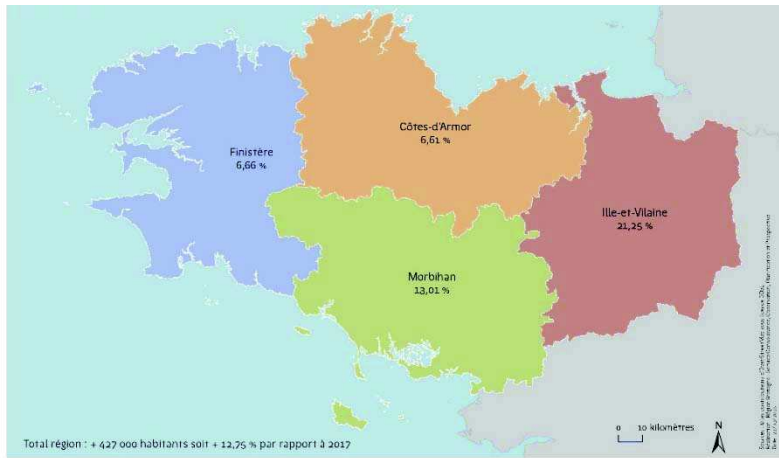 Côtes-d'Armor
6,61 %
Finistère
6,66 %
Ille-et-Vilaine
21,25 %
Morbihan
13,01 %
0 10 kilomètres
N
Total région : + 427 000 habitants soit + 12,75 % par rapport à 2017